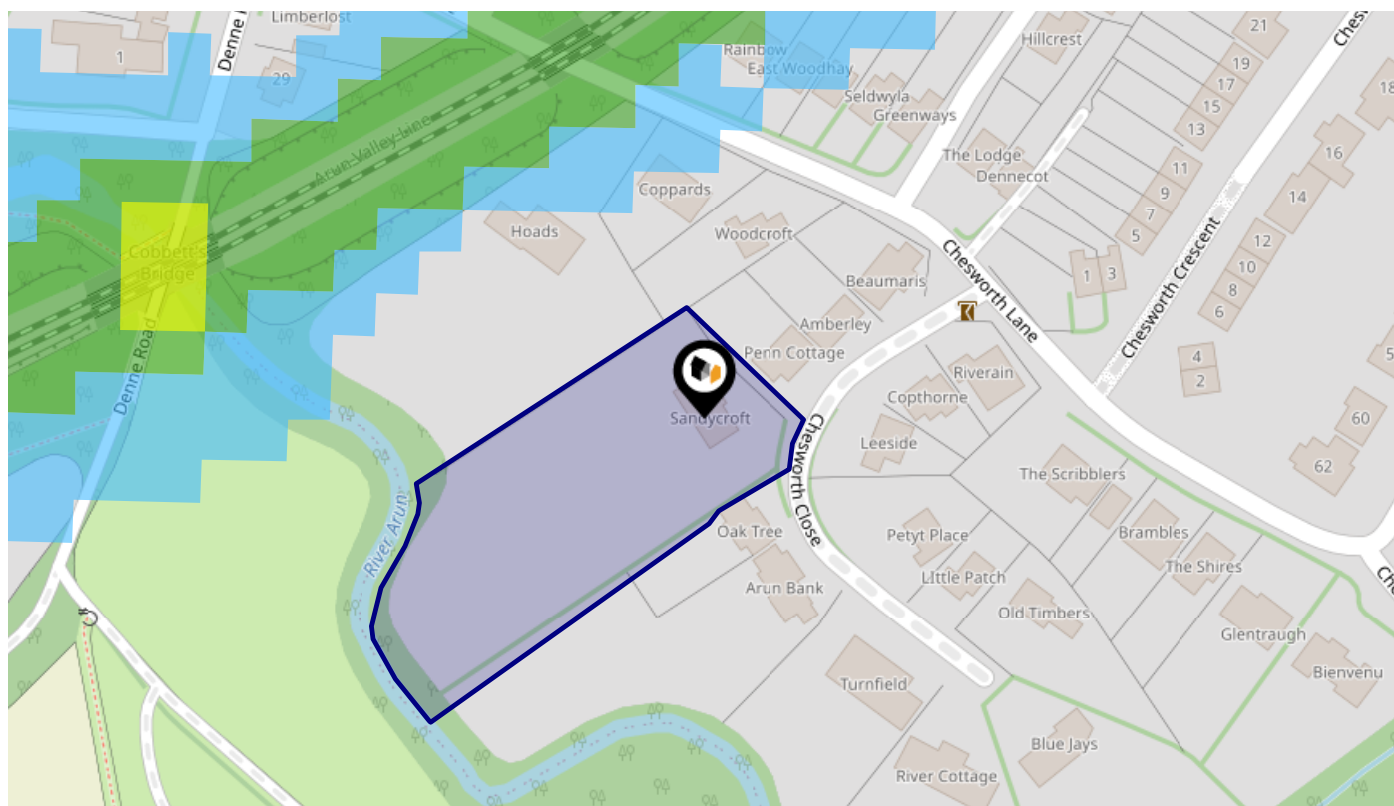 Limberlost
1
Denne
29
Rainbow
East Woodhay
Seldwyla
Greenways
Hillcrest
21
19
17
15
13
11
9
7
5
18
16
14
12
10
8
6
The Lodge
Dennecot
Arun Valley Line
Coppards
Hoads
Woodcroft
Cobbett's
Bridge
Beaumaris
Chesworth Lane
1
3
Chesworth Crescent
Amberley
Penn Cottage
Riverain
Copthorne
4
2
Denne Road
Sandycroft
Chesworth Close
Leeside
60
62
The Scribblers
River Arun
Oak Tree
Petyt Place
Brambles
The Shires
Arun Bank
LIttle Patch
Old Timbers
Glentraugh
Bienvenu
Turnfield
Blue Jays
River Cottage